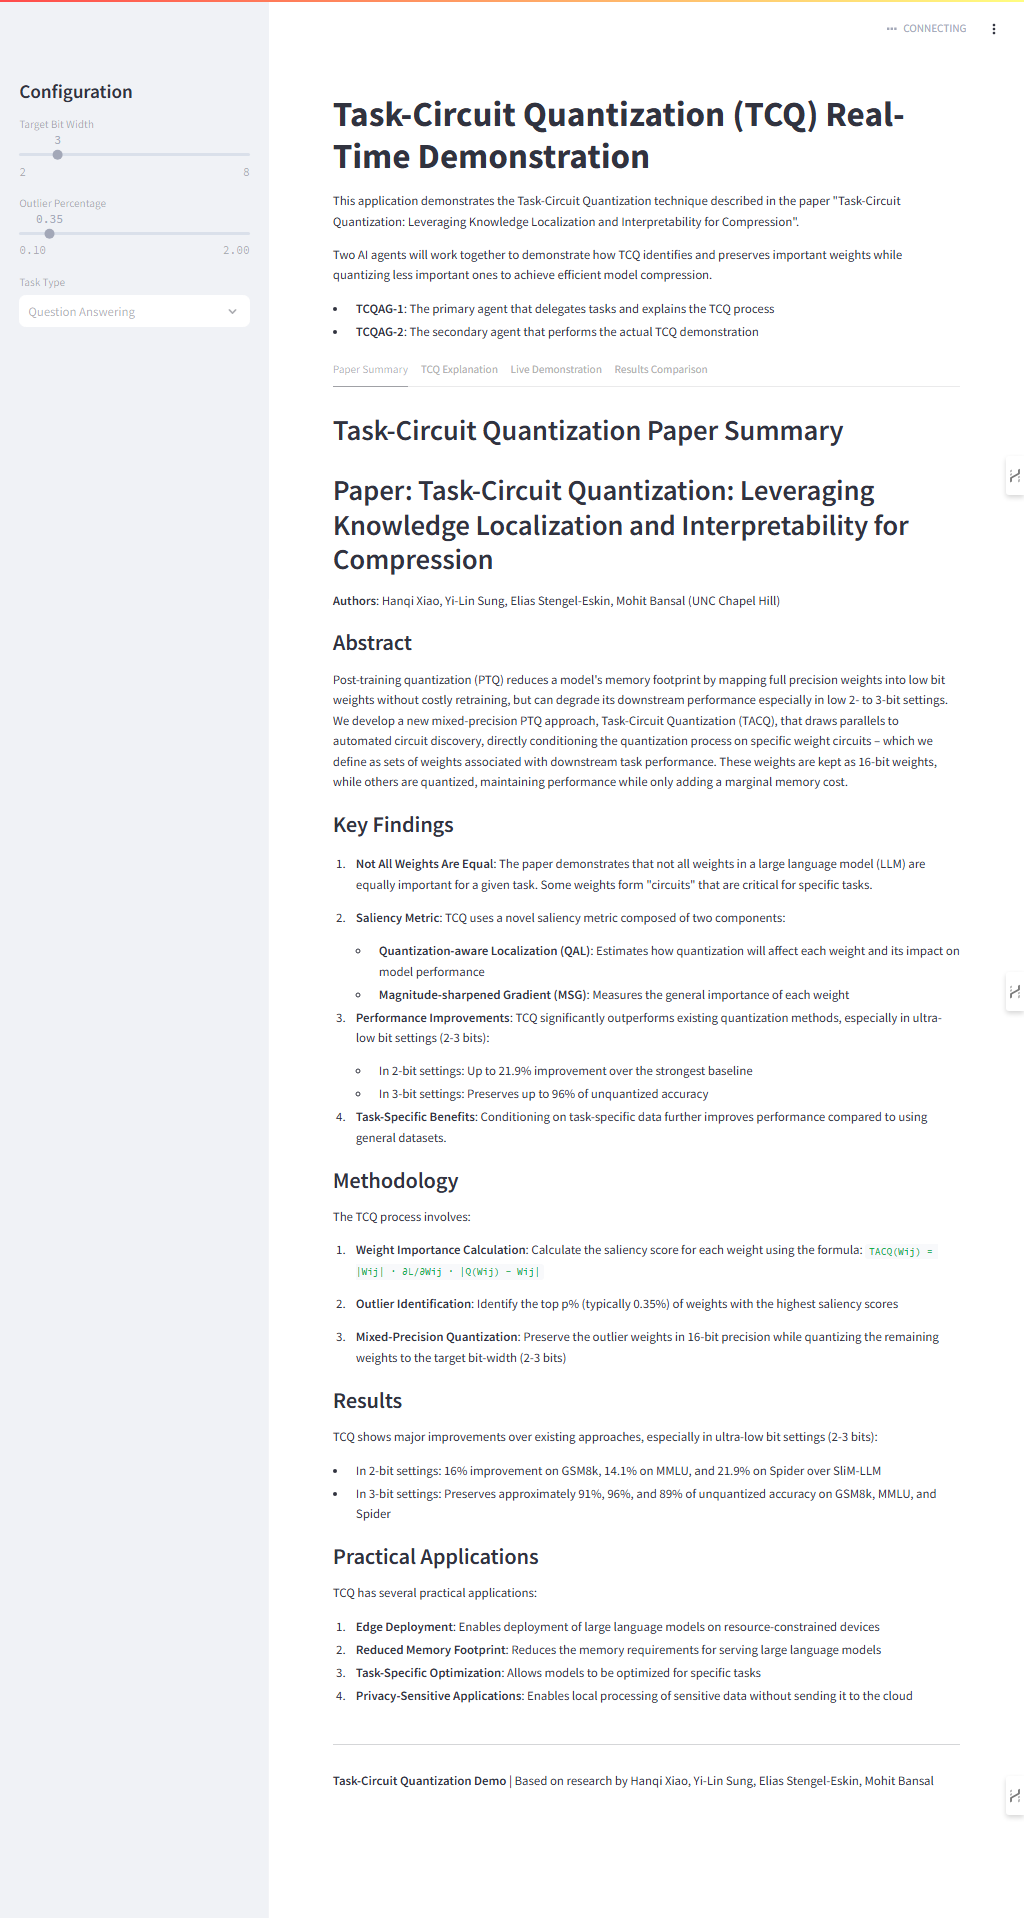 CONNECTING
Configuration
Target Bit Width
3
2 8
Outlier Percentage
0.35
0.10 2.00
Task Type
Question Answering
Task-Circuit Quantization (TCQ) Real-
Time Demonstration
This application demonstrates the Task-Circuit Quantization technique described in the paper "Task-Circuit
Quantization: Leveraging Knowledge Localization and Interpretability for Compression".
Two AI agents will work together to demonstrate how TCQ identifies and preserves important weights while
quantizing less important ones to achieve efficient model compression.
• TCQAG-1: The primary agent that delegates tasks and explains the TCQ process
• TCQAG-2: The secondary agent that performs the actual TCQ demonstration
Paper Summary TCQ Explanation Live Demonstration Results Comparison
Task-Circuit Quantization Paper Summary
Paper: Task-Circuit Quantization: Leveraging
Knowledge Localization and Interpretability for
Compression
Authors: Hanqi Xiao, Yi-Lin Sung, Elias Stengel-Eskin, Mohit Bansal (UNC Chapel Hill)
Abstract
Post-training quantization (PTQ) reduces a model's memory footprint by mapping full precision weights into low bit
weights without costly retraining, but can degrade its downstream performance especially in low 2- to 3-bit settings.
We develop a new mixed-precision PTQ approach, Task-Circuit Quantization (TACQ), that draws parallels to
automated circuit discovery, directly conditioning the quantization process on specific weight circuits – which we
define as sets of weights associated with downstream task performance. These weights are kept as 16-bit weights,
while others are quantized, maintaining performance while only adding a marginal memory cost.
Key Findings
1. Not All Weights Are Equal: The paper demonstrates that not all weights in a large language model (LLM) are
equally important for a given task. Some weights form "circuits" that are critical for specific tasks.
2. Saliency Metric: TCQ uses a novel saliency metric composed of two components:
◦ Quantization-aware Localization (QAL): Estimates how quantization will affect each weight and its impact on
model performance
◦ Magnitude-sharpened Gradient (MSG): Measures the general importance of each weight
3. Performance Improvements: TCQ significantly outperforms existing quantization methods, especially in ultra-
low bit settings (2-3 bits):
◦ In 2-bit settings: Up to 21.9% improvement over the strongest baseline
◦ In 3-bit settings: Preserves up to 96% of unquantized accuracy
4. Task-Specific Benefits: Conditioning on task-specific data further improves performance compared to using
general datasets.
Methodology
The TCQ process involves:
1. Weight Importance Calculation: Calculate the saliency score for each weight using the formula: TACQ(Wij) =
|Wij| · ∂L/∂Wij · |Q(Wij) - Wij|
2. Outlier Identification: Identify the top p% (typically 0.35%) of weights with the highest saliency scores
3. Mixed-Precision Quantization: Preserve the outlier weights in 16-bit precision while quantizing the remaining
weights to the target bit-width (2-3 bits)
Results
TCQ shows major improvements over existing approaches, especially in ultra-low bit settings (2-3 bits):
• In 2-bit settings: 16% improvement on GSM8k, 14.1% on MMLU, and 21.9% on Spider over SliM-LLM
• In 3-bit settings: Preserves approximately 91%, 96%, and 89% of unquantized accuracy on GSM8k, MMLU, and
Spider
Practical Applications
TCQ has several practical applications:
1. Edge Deployment: Enables deployment of large language models on resource-constrained devices
2. Reduced Memory Footprint: Reduces the memory requirements for serving large language models
3. Task-Specific Optimization: Allows models to be optimized for specific tasks
4. Privacy-Sensitive Applications: Enables local processing of sensitive data without sending it to the cloud
Task-Circuit Quantization Demo | Based on research by Hanqi Xiao, Yi-Lin Sung, Elias Stengel-Eskin, Mohit Bansal